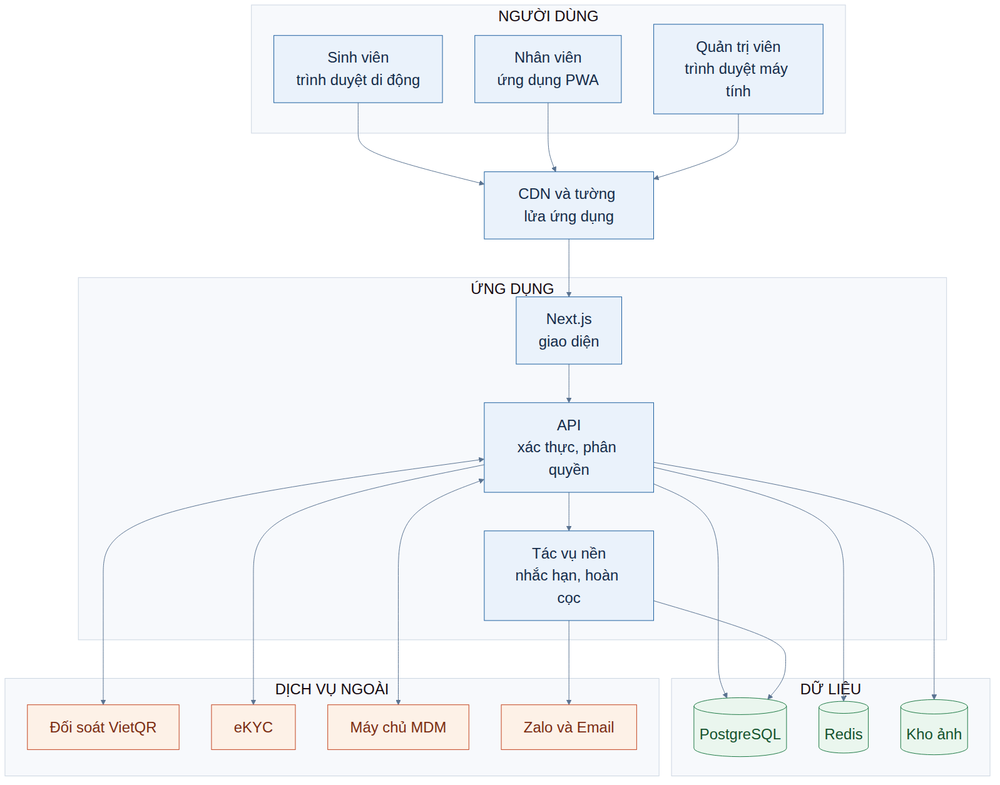 NGƯỜI DÙNG
Sinh viên
trình duyệt di động
Nhân viên
ứng dụng PWA
Quản trị viên
trình duyệt máy
tính
CDN và tường
lửa ứng dụng
ỨNG DỤNG
Next.js
giao diện
API
xác thực, phân
quyền
Tác vụ nền
nhắc hạn, hoàn
cọc
DỊCH VỤ NGOÀI
Đối soát VietQR
eKYC
Máy chủ MDM
Zalo và Email
DỮ LIỆU
PostgreSQL
Redis
Kho ảnh